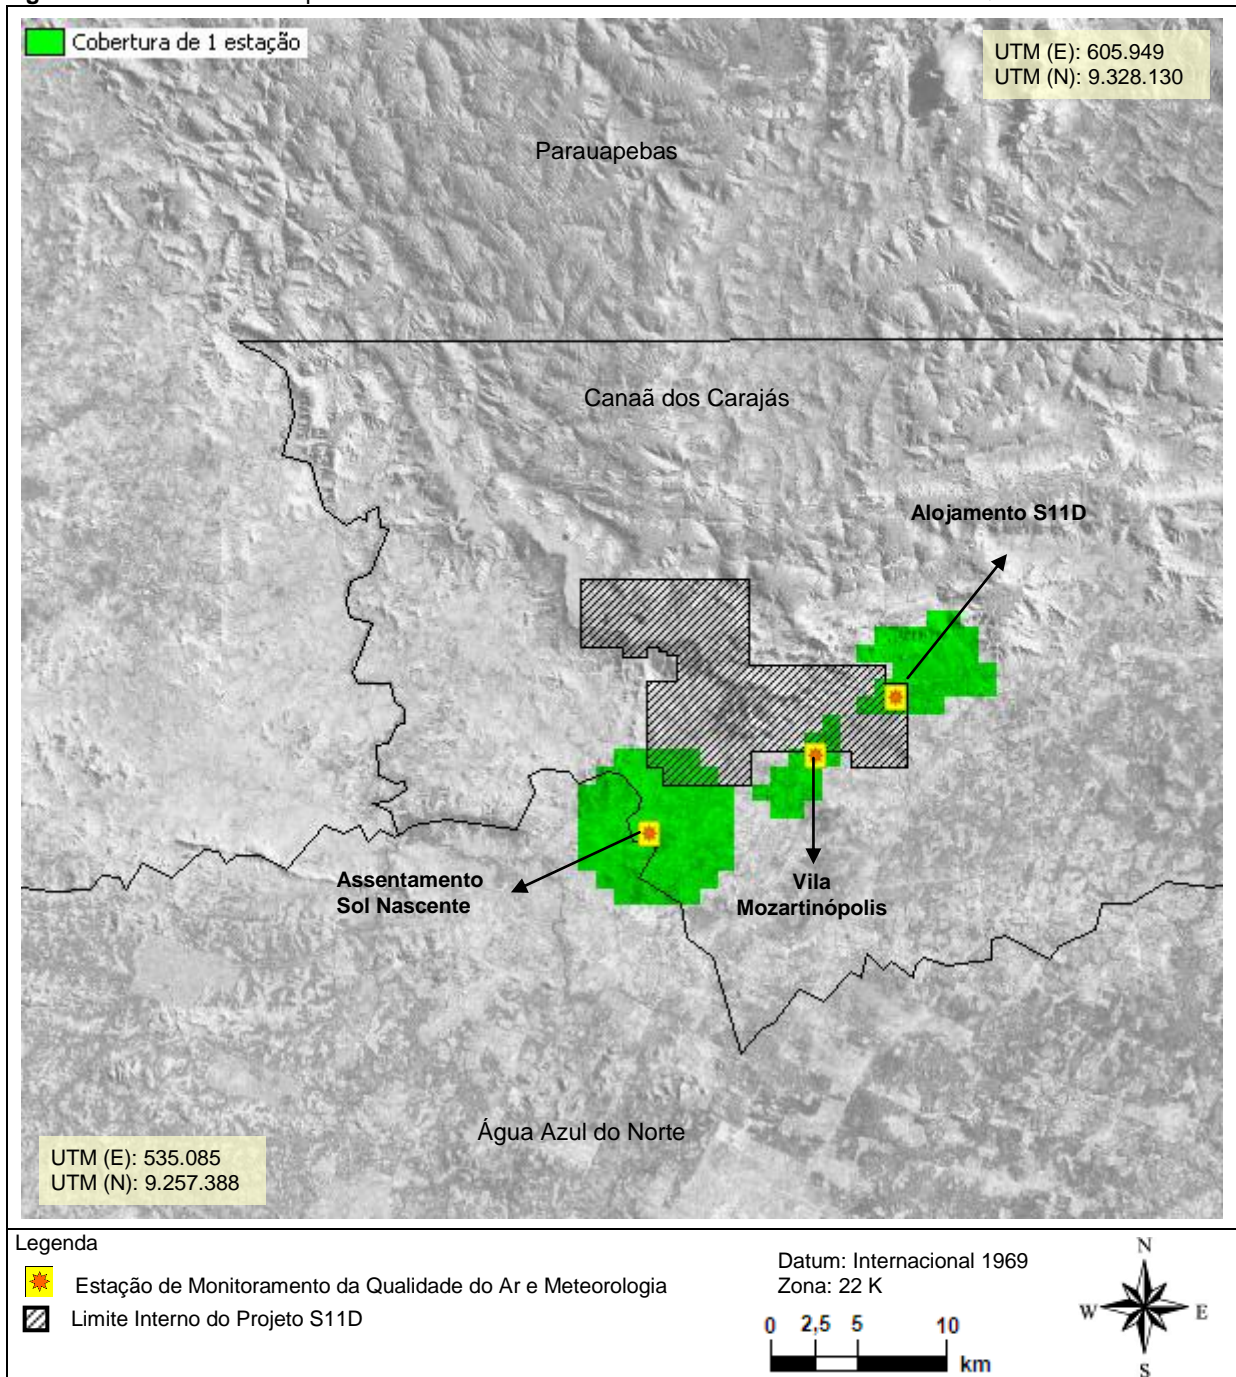 Cobertura de 1 estação
UTM (E): 605.949
UTM (N): 9.328.130
Parauapebas
Canaã dos Carajás
Alojamento S11D
Assentamento
Sol Nascente
Vila
Mozartinópolis
Água Azul do Norte
UTM (E): 535.085
UTM (N): 9.257.388
Legenda
Estação de Monitoramento da Qualidade do Ar e Meteorologia
Limite Interno do Projeto S11D
Datum: Internacional 1969
Zona: 22 K
0 2,5 5 10
km
N
W E
S